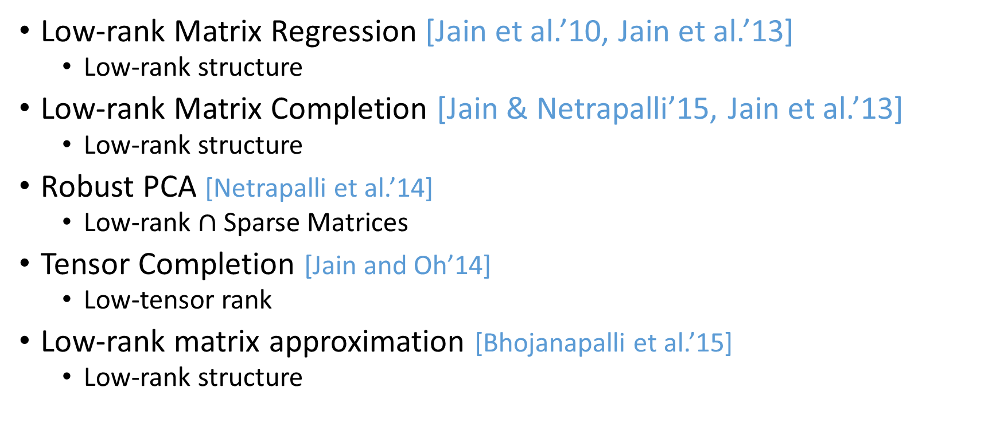 • Low-rank Matrix Regression [Jain et al.’10, Jain et al.’13]
• Low-rank structure
• Low-rank Matrix Completion [Jain & Netrapalli’15, Jain et al.’13]
• Low-rank structure
• Robust PCA [Netrapalli et al.’14]
• Low-rank ∩ Sparse Matrices
• Tensor Completion [Jain and Oh’14]
• Low-tensor rank
• Low-rank matrix approximation [Bhojanapalli et al.’15]
• Low-rank structure